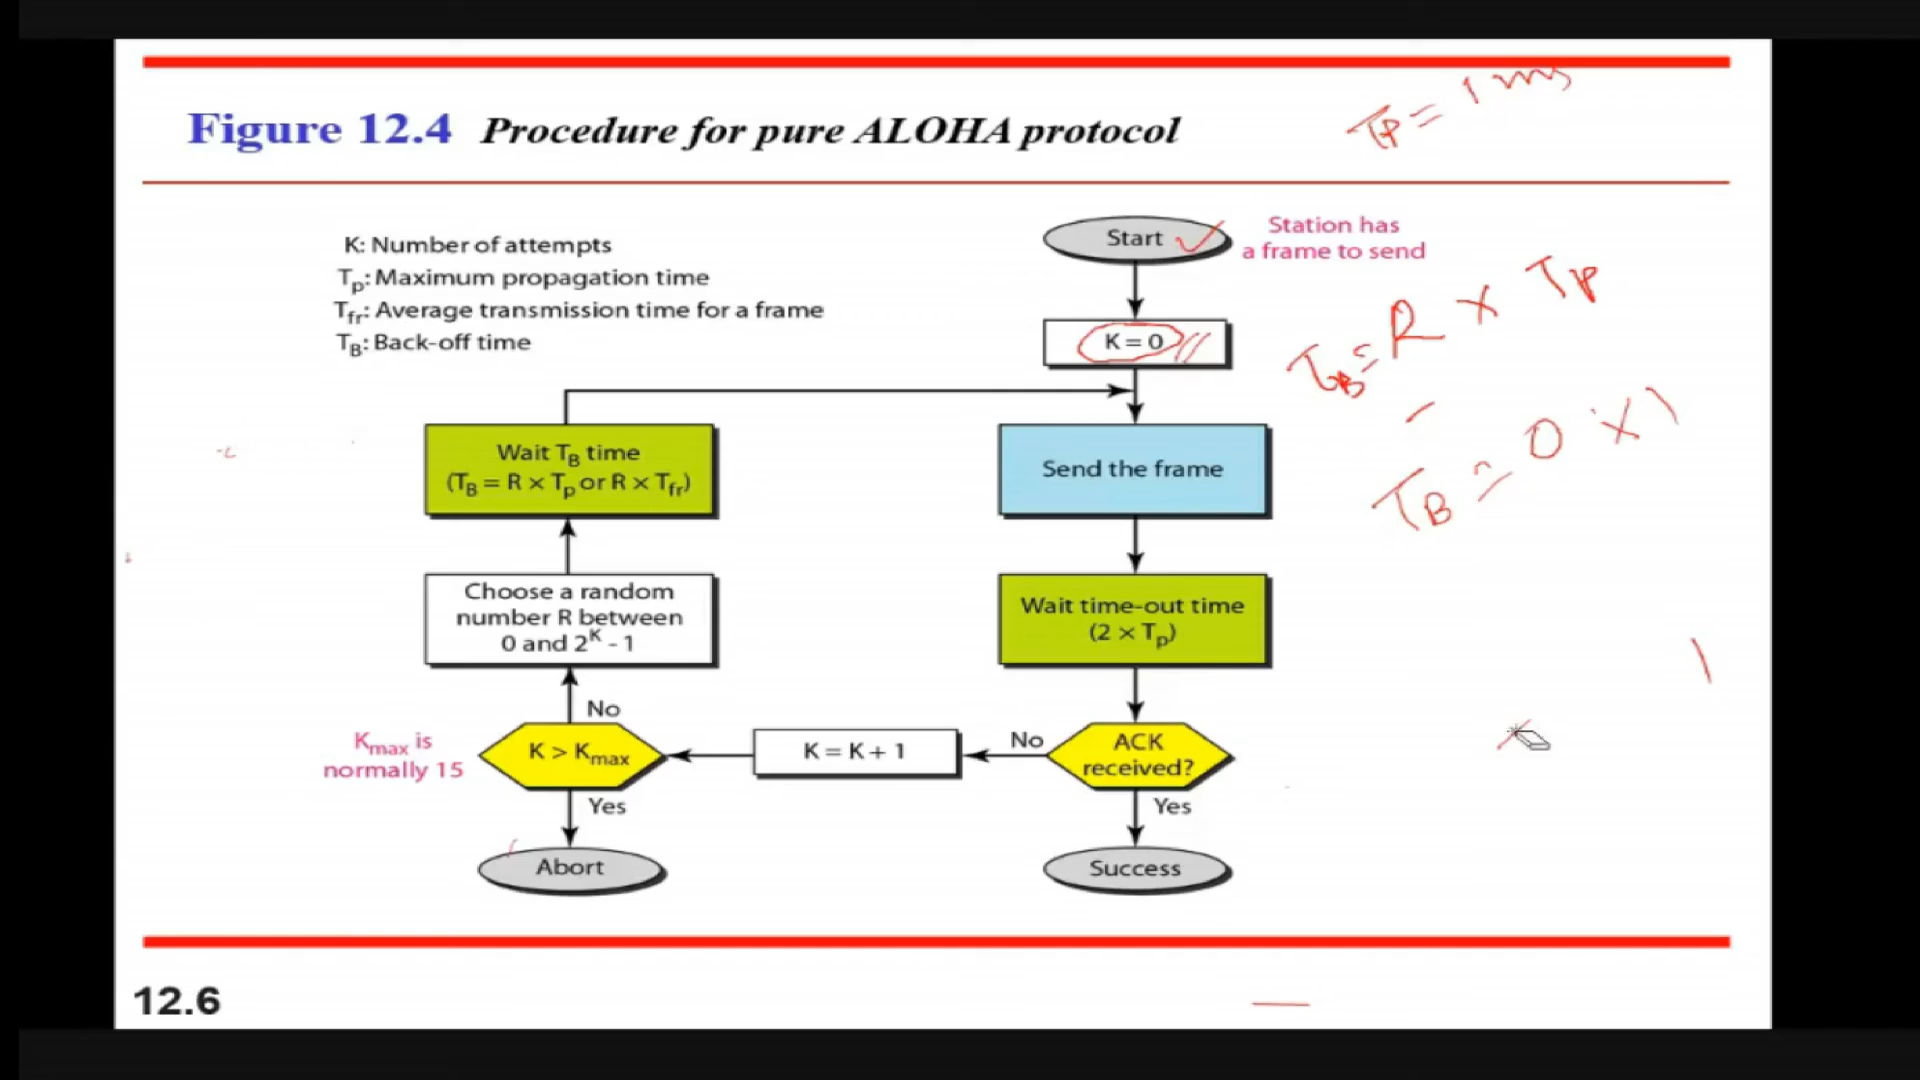 Figure 12.4 Procedure for pure ALOHA protocol
Tp = 1 ms
K: Number of attempts
Tp: Maximum propagation time
Tfr: Average transmission time for a frame
TB: Back-off time
Start
Station has
a frame to send
K = 0
TB = R × Tp
TB = 0 × 1
Wait TB time
(TB = R × Tp or R × Tfr)
Send the frame
Choose a random
number R between
0 and 2^K - 1
Wait time-out time
(2 × Tp)
No
Kmax is
normally 15
K > Kmax
K = K + 1
No
ACK
received?
Yes
Yes
Abort
Success
12.6